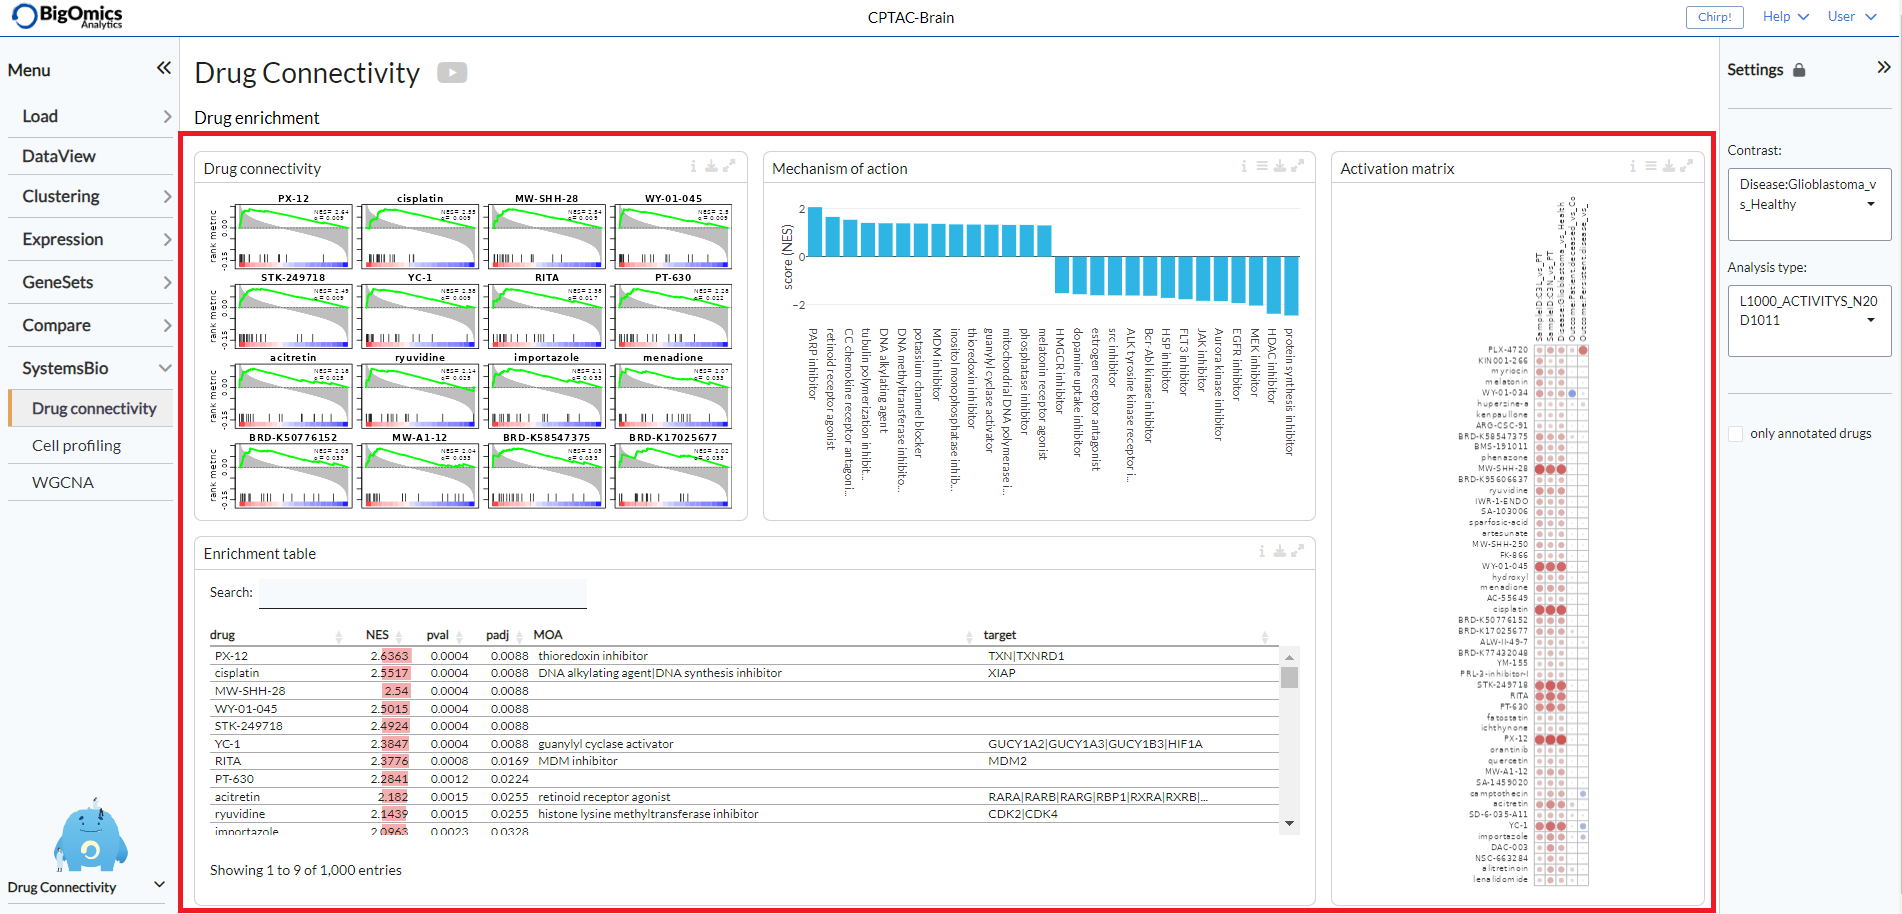 BigOmics
Analytics
CPTAC-Brain
Chirp!
Help
User
Menu
Load
DataView
Clustering
Expression
GeneSets
Compare
SystemsBio
Drug connectivity
Cell profiling
WGCNA
Drug Connectivity
Drug Connectivity
Drug enrichment
Drug connectivity
PX-12
cisplatin
MW-SHH-28
WY-01-045
STK-249718
YC-1
RITA
PT-630
acitretin
ryuvidine
importazole
menadione
BRD-K50776152
MW-A1-12
BRD-K58547375
BRD-K17025677
rank metric
rank metric
rank metric
rank metric
Mechanism of action
score (NES)
2
0
−2
PARP inhibitor
retinoid receptor agonist
CC chemokine receptor antagoni...
tubulin polymerization inhibit...
DNA alkylating agent
DNA methyltransferase inhibito...
potassium channel blocker
MDM inhibitor
inositol monophosphatase inhib...
thioredoxin inhibitor
guanylyl cyclase activator
mitochondrial DNA polymerase i...
phosphatase inhibitor
melatonin receptor agonist
HMGCR inhibitor
dopamine uptake inhibitor
estrogen receptor antagonist
src inhibitor
ALK tyrosine kinase receptor i...
Bcr-Abl kinase inhibitor
HSP inhibitor
FLT3 inhibitor
JAK inhibitor
Aurora kinase inhibitor
EGFR inhibitor
MEK inhibitor
HDAC inhibitor
protein synthesis inhibitor
Enrichment table
Search:
drug NES pval padj MOA target
PX-12 2.6363 0.0004 0.0088 thioredoxin inhibitor TXN|TXNRD1
cisplatin 2.5517 0.0004 0.0088 DNA alkylating agent|DNA synthesis inhibitor XIAP
MW-SHH-28 2.54 0.0004 0.0088
WY-01-045 2.5015 0.0004 0.0088
STK-249718 2.4924 0.0004 0.0088
YC-1 2.3847 0.0004 0.0088 guanylyl cyclase activator GUCY1A2|GUCY1A3|GUCY1B3|HIF1A
RITA 2.3776 0.0008 0.0169 MDM inhibitor MDM2
PT-630 2.2841 0.0012 0.0224
acitretin 2.182 0.0015 0.0255 retinoid receptor agonist RARA|RARB|RARG|RBP1|RXRA|RXRB|...
ryuvidine 2.1439 0.0015 0.0255 histone lysine methyltransferase inhibitor CDK2|CDK4
importazole 2.0963 0.0023 0.0328
Showing 1 to 9 of 1,000 entries
Activation matrix
PLX-4720
KIN001-266
myriocin
melatonin
WY-01-034
huperzine-a
kenpaullone
ARG-CSC-91
BRD-K58547375
BMS-191011
phenazone
MW-SHH-28
BRD-K95606637
ryuvidine
IWR-1-ENDO
SA-103006
sparfosic-acid
artesunate
MW-SHH-250
FK-866
WY-01-045
hydroxyl
menadione
AC-55649
cisplatin
BRD-K50776152
BRD-K17025677
ALW-II-49-7
BRD-K77432048
YM-155
PRL-3-inhibitor-I
STK-249718
RITA
PT-630
fatostatin
ichthynone
PX-12
orantinib
quercetin
MW-A1-12
SA-1459020
camptothecin
acitretin
SD-6-035-A11
YC-1
importazole
DAC-003
NSC-663284
alitretinoin
lenalidomide
Settings
Contrast:
Disease:Glioblastoma_v
s_Healthy
Analysis type:
L1000_ACTIVITYS_N20
D1011
only annotated drugs